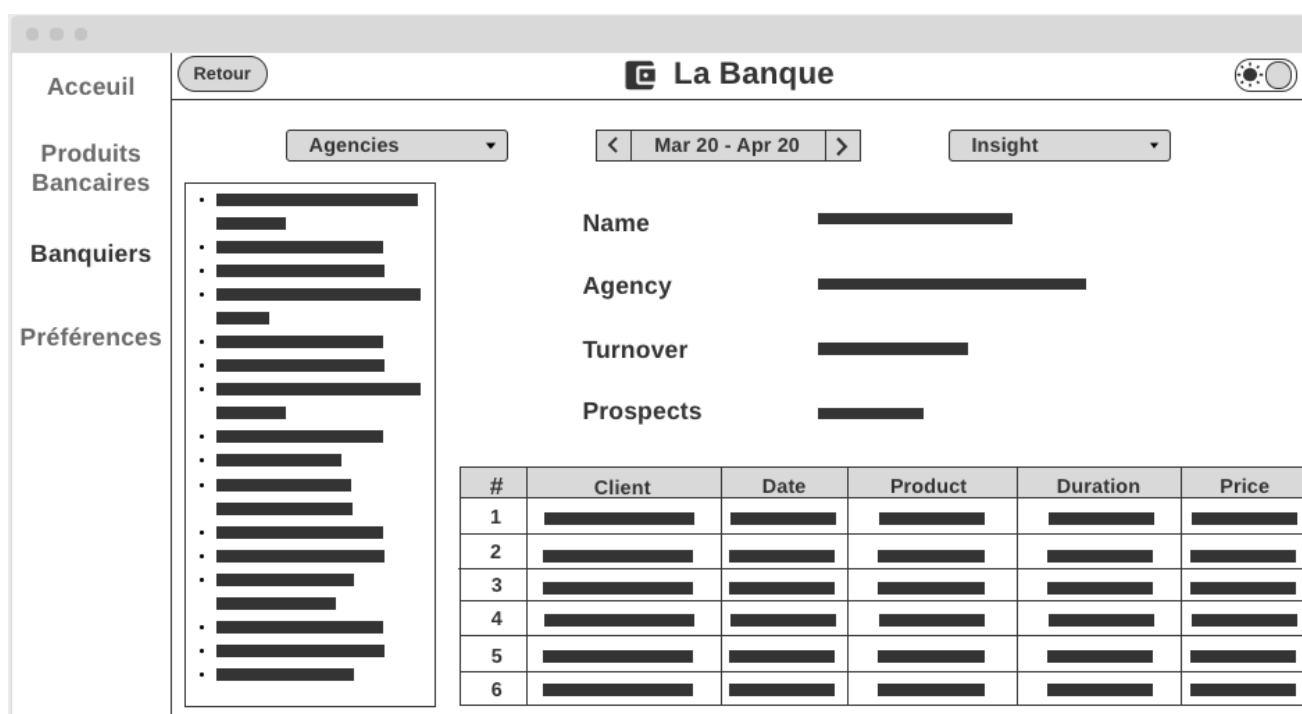 Acceuil
Produits
Bancaires
Banquiers
Préférences
Retour
La Banque
Agencies
Mar 20 - Apr 20
Insight
Name
Agency
Turnover
Prospects
# Client Date Product Duration Price
1
2
3
4
5
6